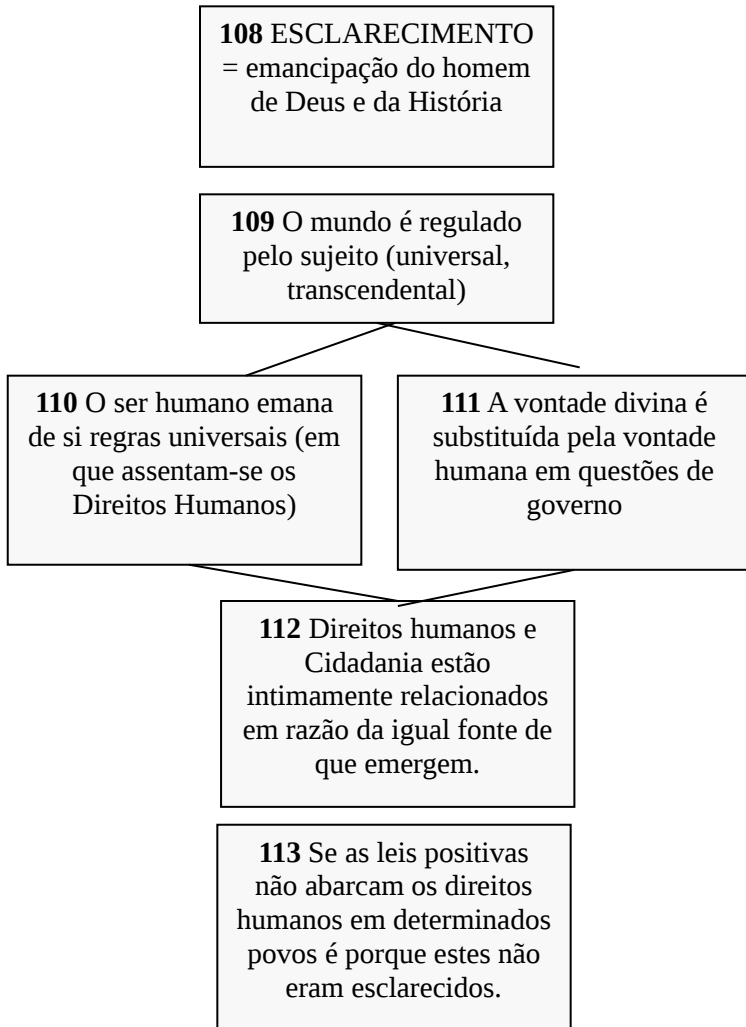 108 ESCLARECIMENTO
= emancipação do homem
de Deus e da História
109 O mundo é regulado
pelo sujeito (universal,
transcendental)
110 O ser humano emana
de si regras universais (em
que assentam-se os
Direitos Humanos)
111 A vontade divina é
substituída pela vontade
humana em questões de
governo
112 Direitos humanos e
Cidadania estão
intimamente relacionados
em razão da igual fonte de
que emergem.
113 Se as leis positivas
não abarcam os direitos
humanos em determinados
povos é porque estes não
eram esclarecidos.